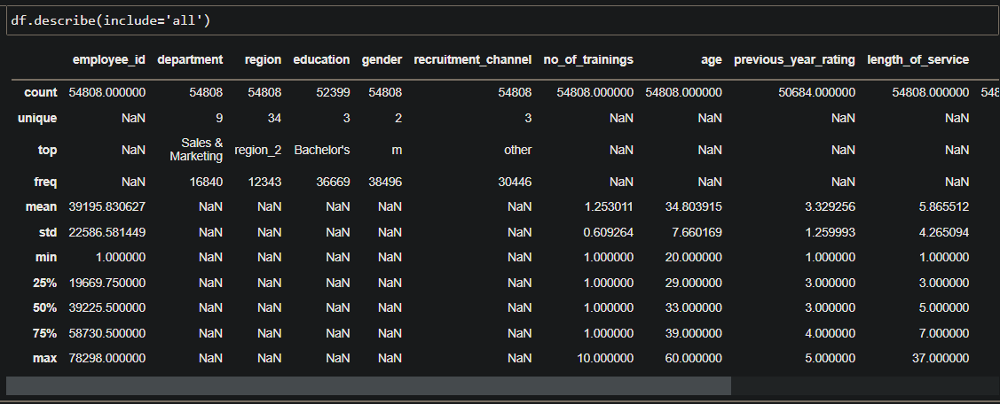 df.describe(include='all')
employee_id department region education gender recruitment_channel no_of_trainings age previous_year_rating length_of_service
count 54808.000000 54808 54808 52399 54808 54808 54808.000000 54808.000000 50684.000000 54808.000000 548
unique NaN 9 34 3 2 3 NaN NaN NaN NaN
top NaN Sales & Marketing region_2 Bachelor's m other NaN NaN NaN NaN
freq NaN 16840 12343 36669 38496 30446 NaN NaN NaN NaN
mean 39195.830627 NaN NaN NaN NaN NaN 1.253011 34.803915 3.329256 5.865512
std 22586.581449 NaN NaN NaN NaN NaN 0.609264 7.660169 1.259993 4.265094
min 1.000000 NaN NaN NaN NaN NaN 1.000000 20.000000 1.000000 1.000000
25% 19669.750000 NaN NaN NaN NaN NaN 1.000000 29.000000 3.000000 3.000000
50% 39225.500000 NaN NaN NaN NaN NaN 1.000000 33.000000 3.000000 5.000000
75% 58730.500000 NaN NaN NaN NaN NaN 1.000000 39.000000 4.000000 7.000000
max 78298.000000 NaN NaN NaN NaN NaN 10.000000 60.000000 5.000000 37.000000